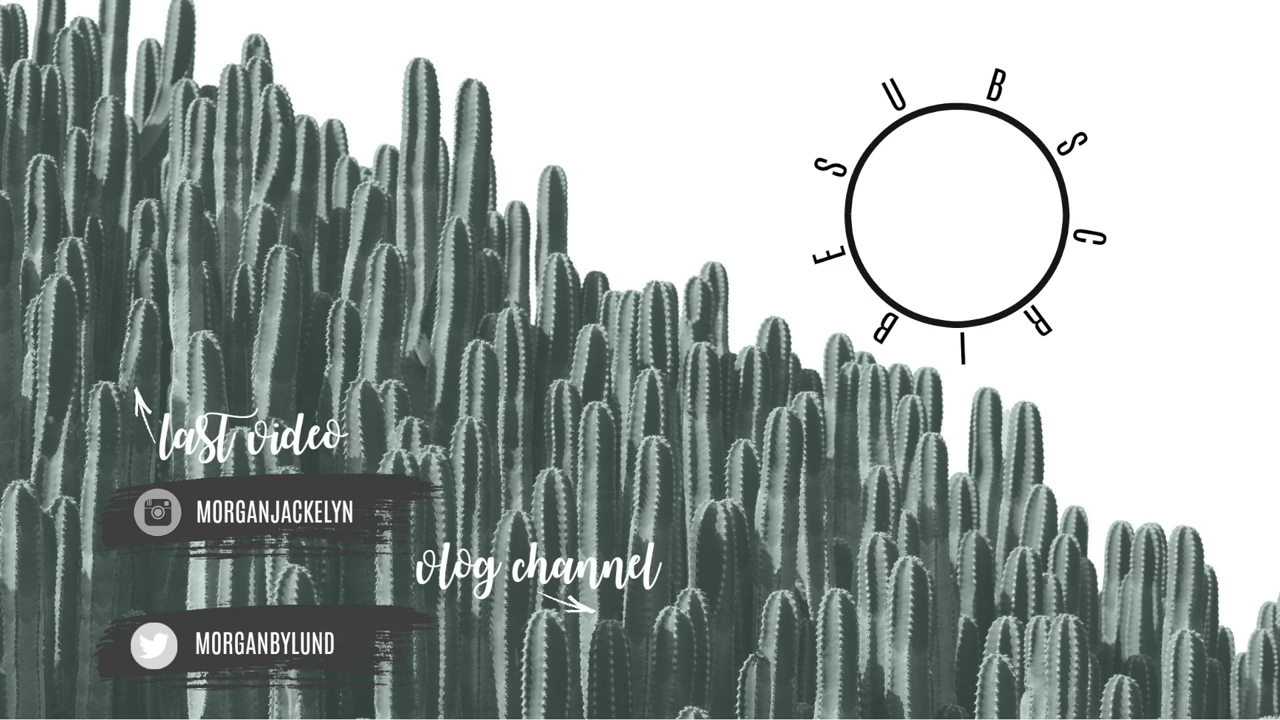 SUBSCRIBE
last video
MORGANJACKELYN
vlog channel
MORGANBYLUND